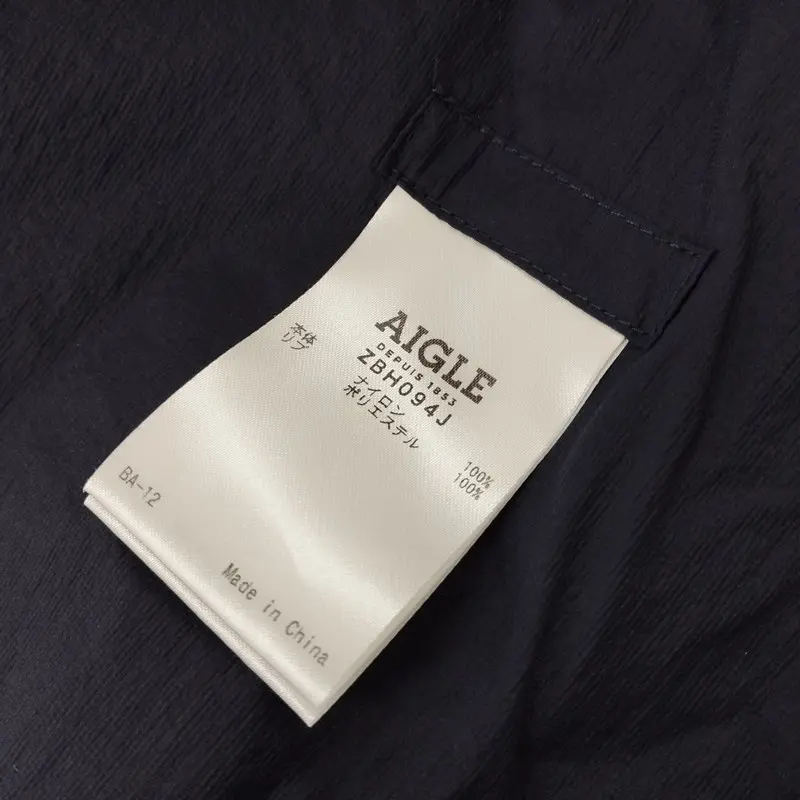 AIGLE
DEPUIS 1853
ZBH094J
本体 ナイロン 100%
リブ ポリエステル 100%
BA-12
Made in China